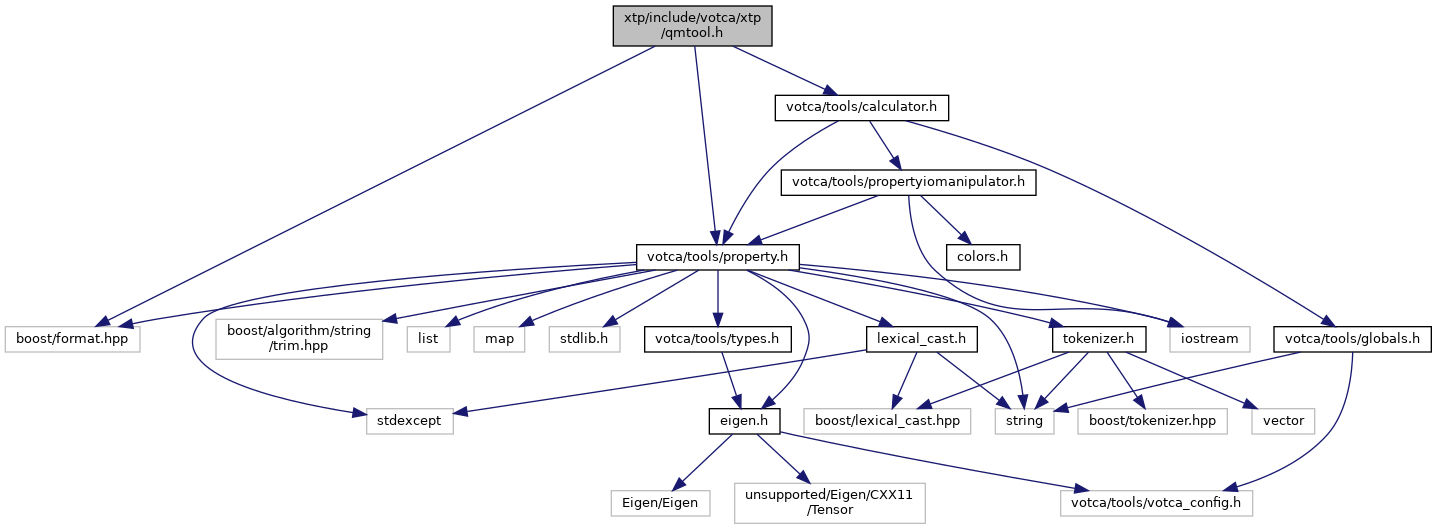 xtp/include/votca/xtp
/qmtool.h
votca/tools/calculator.h
votca/tools/propertyiomanipulator.h
votca/tools/property.h
colors.h
boost/format.hpp
boost/algorithm/string
/trim.hpp
list
map
stdlib.h
votca/tools/types.h
lexical_cast.h
tokenizer.h
iostream
votca/tools/globals.h
stdexcept
eigen.h
boost/lexical_cast.hpp
string
boost/tokenizer.hpp
vector
Eigen/Eigen
unsupported/Eigen/CXX11
/Tensor
votca/tools/votca_config.h